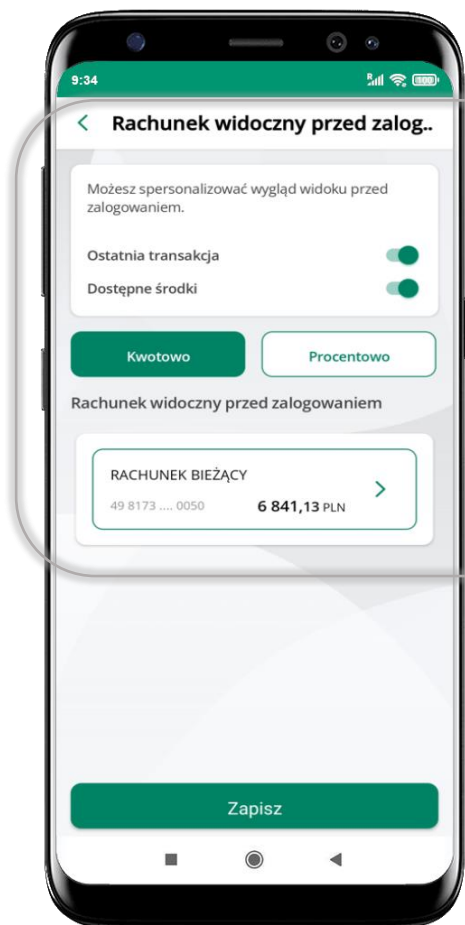 9:34
Rachunek widoczny przed zalog..
Możesz spersonalizować wygląd widoku przed
zalogowaniem.
Ostatnia transakcja
Dostępne środki
Kwotowo Procentowo
Rachunek widoczny przed zalogowaniem
RACHUNEK BIEŻĄCY
49 8173 .... 0050 6 841,13 PLN
Zapisz